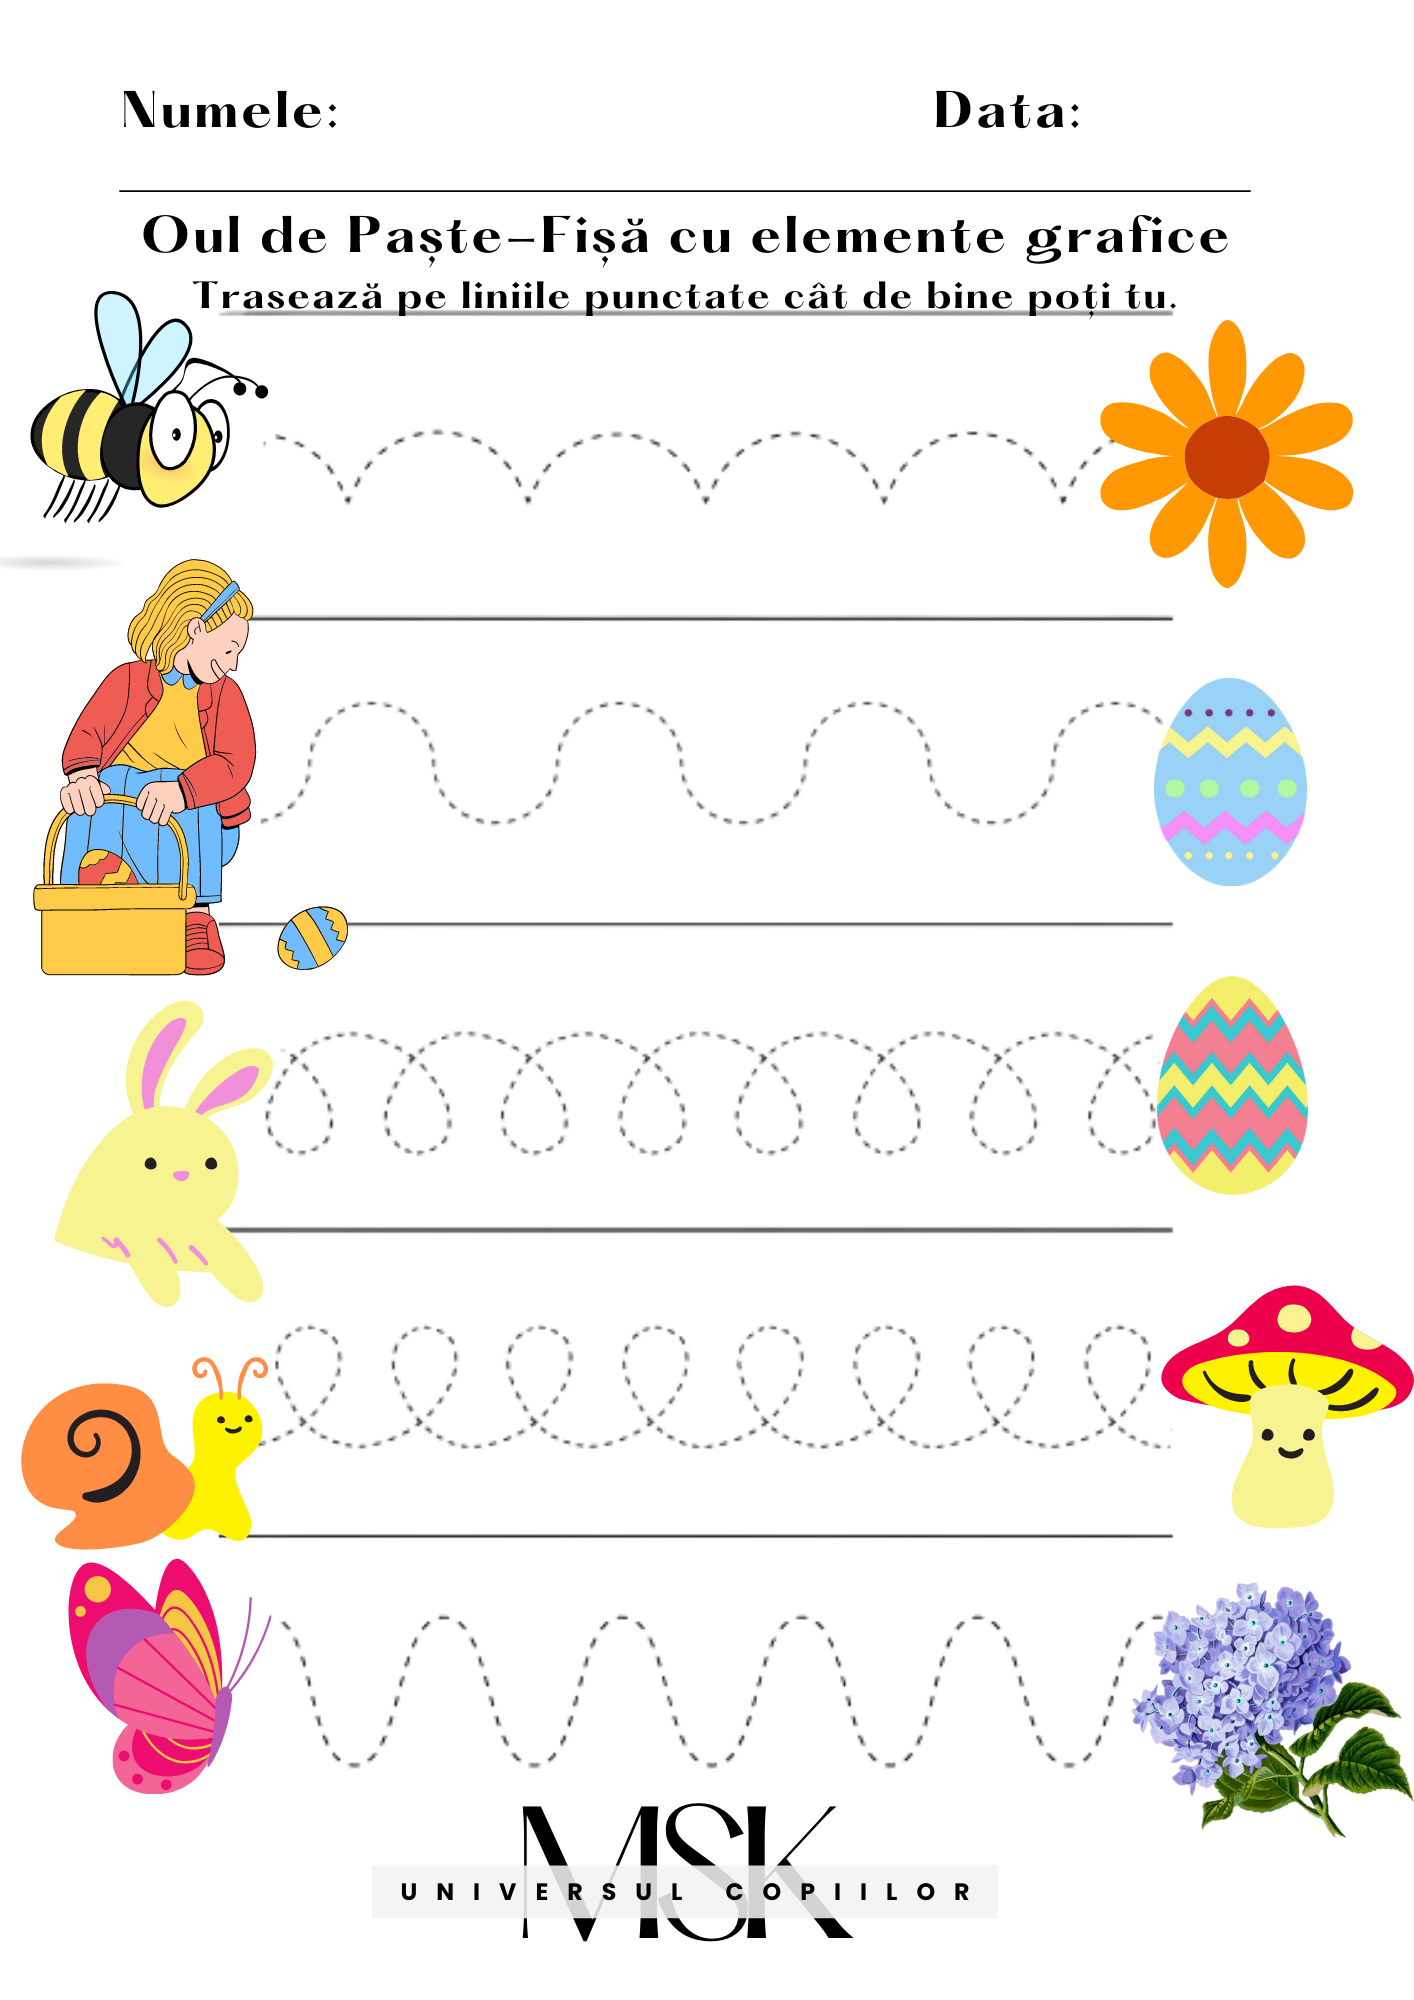 Numele: Data:
Oul de Paște-Fișă cu elemente grafice
Trasează pe liniile punctate cât de bine poți tu.
MSK
UNIVERSUL COPIILOR